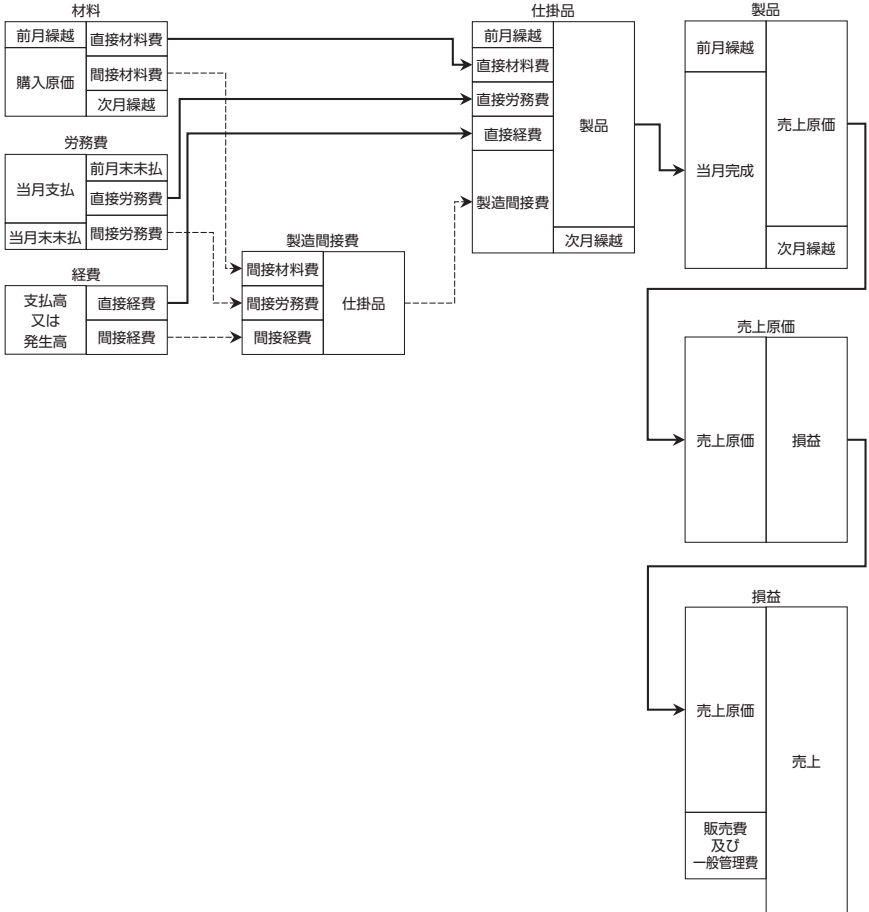 材料
前月繰越
直接材料費
購入原価
間接材料費
次月繰越
労務費
当月支払
前月末未払
直接労務費
当月末未払
間接労務費
経費
支払高
又は
発生高
直接経費
間接経費
製造間接費
間接材料費
間接労務費
間接経費
仕掛品
仕掛品
前月繰越
直接材料費
直接労務費
直接経費
製造間接費
製品
次月繰越
製品
前月繰越
当月完成
売上原価
次月繰越
売上原価
売上原価
損益
損益
売上原価
販売費
及び
一般管理費
売上